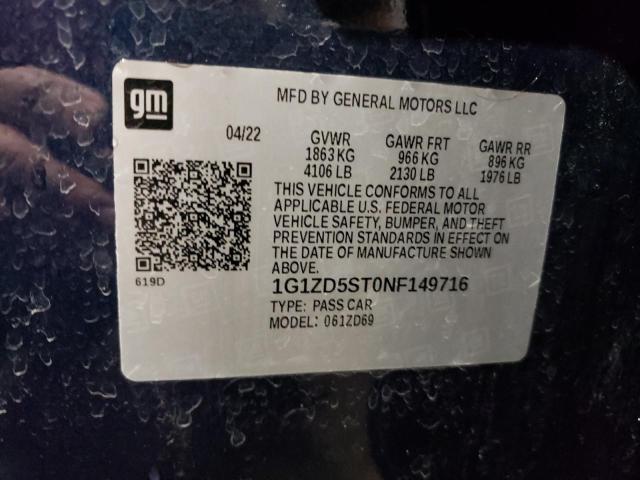 gm
MFD BY GENERAL MOTORS LLC
04/22 GVWR GAWR FRT GAWR RR
1863 KG 966 KG 896 KG
4106 LB 2130 LB 1976 LB
THIS VEHICLE CONFORMS TO ALL
APPLICABLE U.S. FEDERAL MOTOR
VEHICLE SAFETY, BUMPER, AND THEFT
PREVENTION STANDARDS IN EFFECT ON
THE DATE OF MANUFACTURE SHOWN
ABOVE.
619D
1G1ZD5ST0NF149716
TYPE: PASS CAR
MODEL: 061ZD69